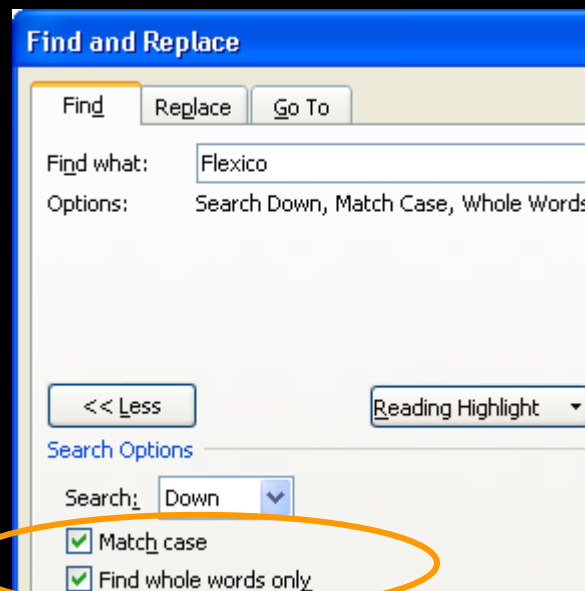 Find and Replace
Find Replace Go To
Find what: Flexico
Options: Search Down, Match Case, Whole Words
<< Less Reading Highlight
Search Options
Search: Down
Match case
Find whole words only